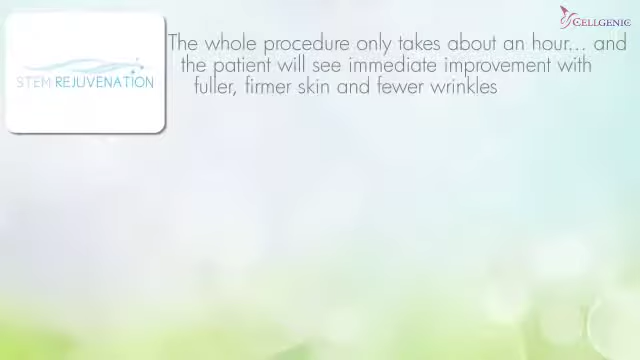 CELLGENIC
The whole procedure only takes about an hour... and
the patient will see immediate improvement with
fuller, firmer skin and fewer wrinkles
STEM REJUVENATION